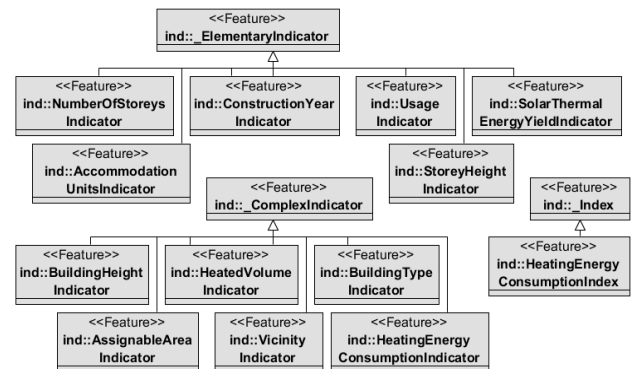 <<Feature>>
ind::_ElementaryIndicator
<<Feature>>
ind::NumberOfStoreys
Indicator
<<Feature>>
ind::ConstructionYear
Indicator
<<Feature>>
ind::Usage
Indicator
<<Feature>>
ind::SolarThermal
EnergyYieldIndicator
<<Feature>>
ind::Accommodation
UnitsIndicator
<<Feature>>
ind::StoreyHeight
Indicator
<<Feature>>
ind::_ComplexIndicator
<<Feature>>
ind::_Index
<<Feature>>
ind::BuildingHeight
Indicator
<<Feature>>
ind::HeatedVolume
Indicator
<<Feature>>
ind::BuildingType
Indicator
<<Feature>>
ind::HeatingEnergy
ConsumptionIndex
<<Feature>>
ind::AssignableArea
Indicator
<<Feature>>
ind::Vicinity
Indicator
<<Feature>>
ind::HeatingEnergy
ConsumptionIndicator